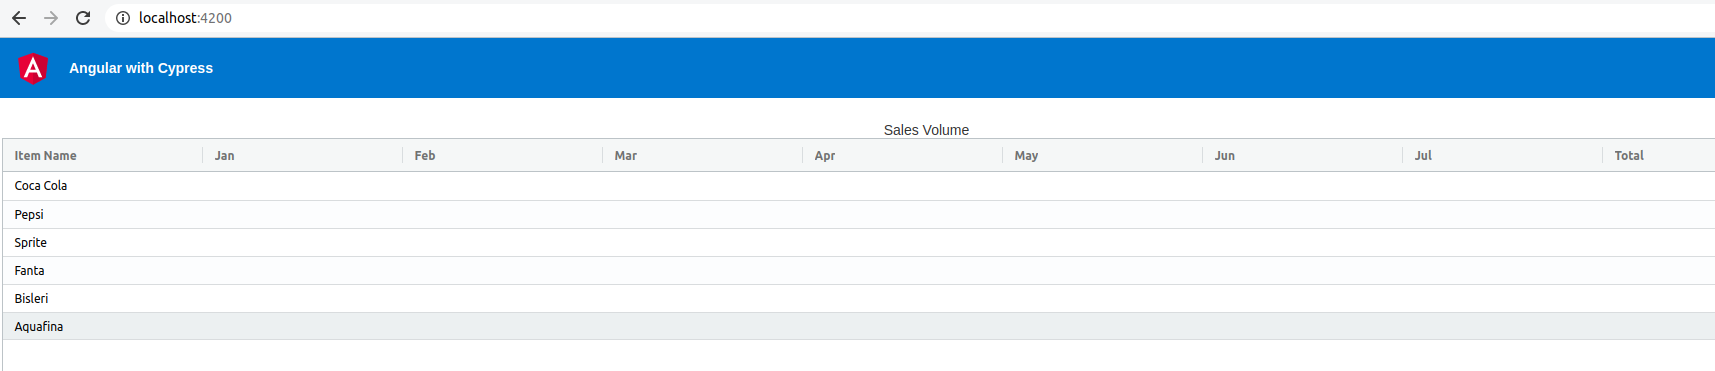 localhost:4200
Angular with Cypress
Sales Volume
Item Name Jan Feb Mar Apr May Jun Jul Total
Coca Cola
Pepsi
Sprite
Fanta
Bisleri
Aquafina